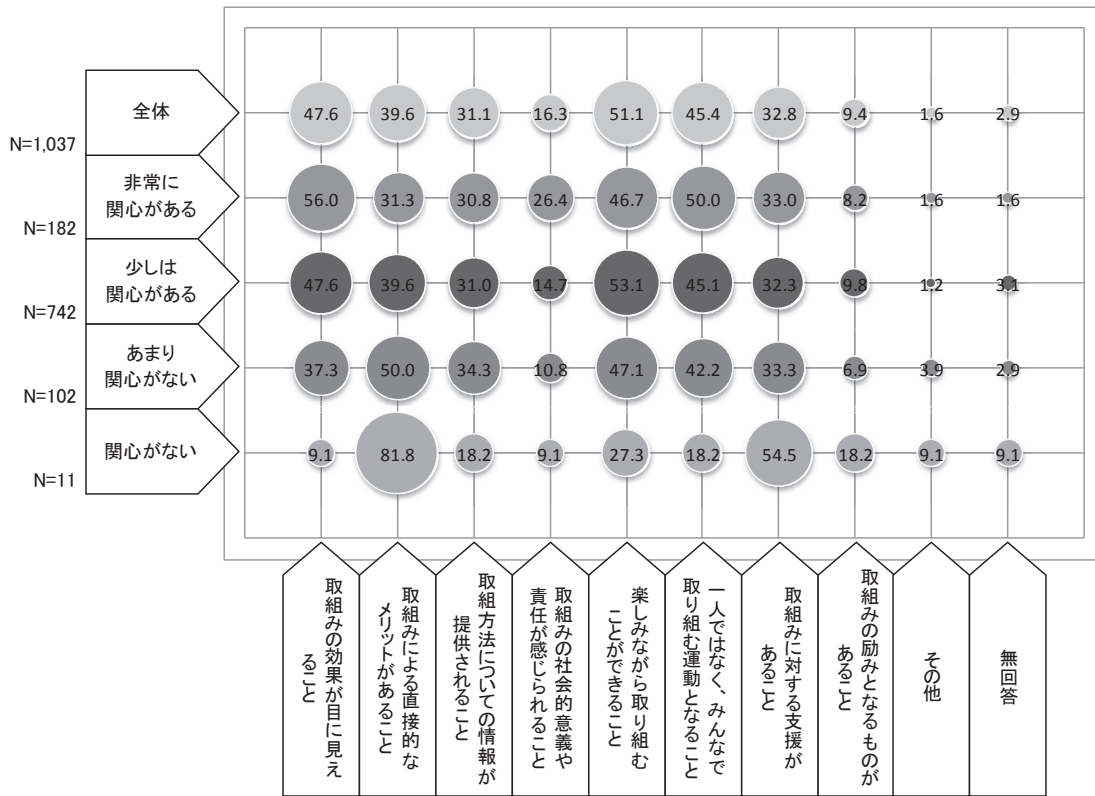 全体
N=1,037
47.6 39.6 31.1 16.3 51.1 45.4 32.8 9.4 1.6 2.9
非常に
関心がある
N=182
56.0 31.3 30.8 26.4 46.7 50.0 33.0 8.2 1.6 1.6
少しは
関心がある
N=742
47.6 39.6 31.0 14.7 53.1 45.1 32.3 9.8 1.2 3.1
あまり
関心がない
N=102
37.3 50.0 34.3 10.8 47.1 42.2 33.3 6.9 3.9 2.9
関心がない
N=11
9.1 81.8 18.2 9.1 27.3 18.2 54.5 18.2 9.1 9.1
取組みの効果が目に見え
ること
取組みによる直接的な
メリットがあること
取組方法についての情報が
提供されること
取組みの社会的意義や
責任が感じられること
楽しみながら取り組む
ことができること
一人ではなく、みんなで
取り組む運動となること
取組みに対する支援が
あること
取組みの励みとなるものが
あること
その他
無回答